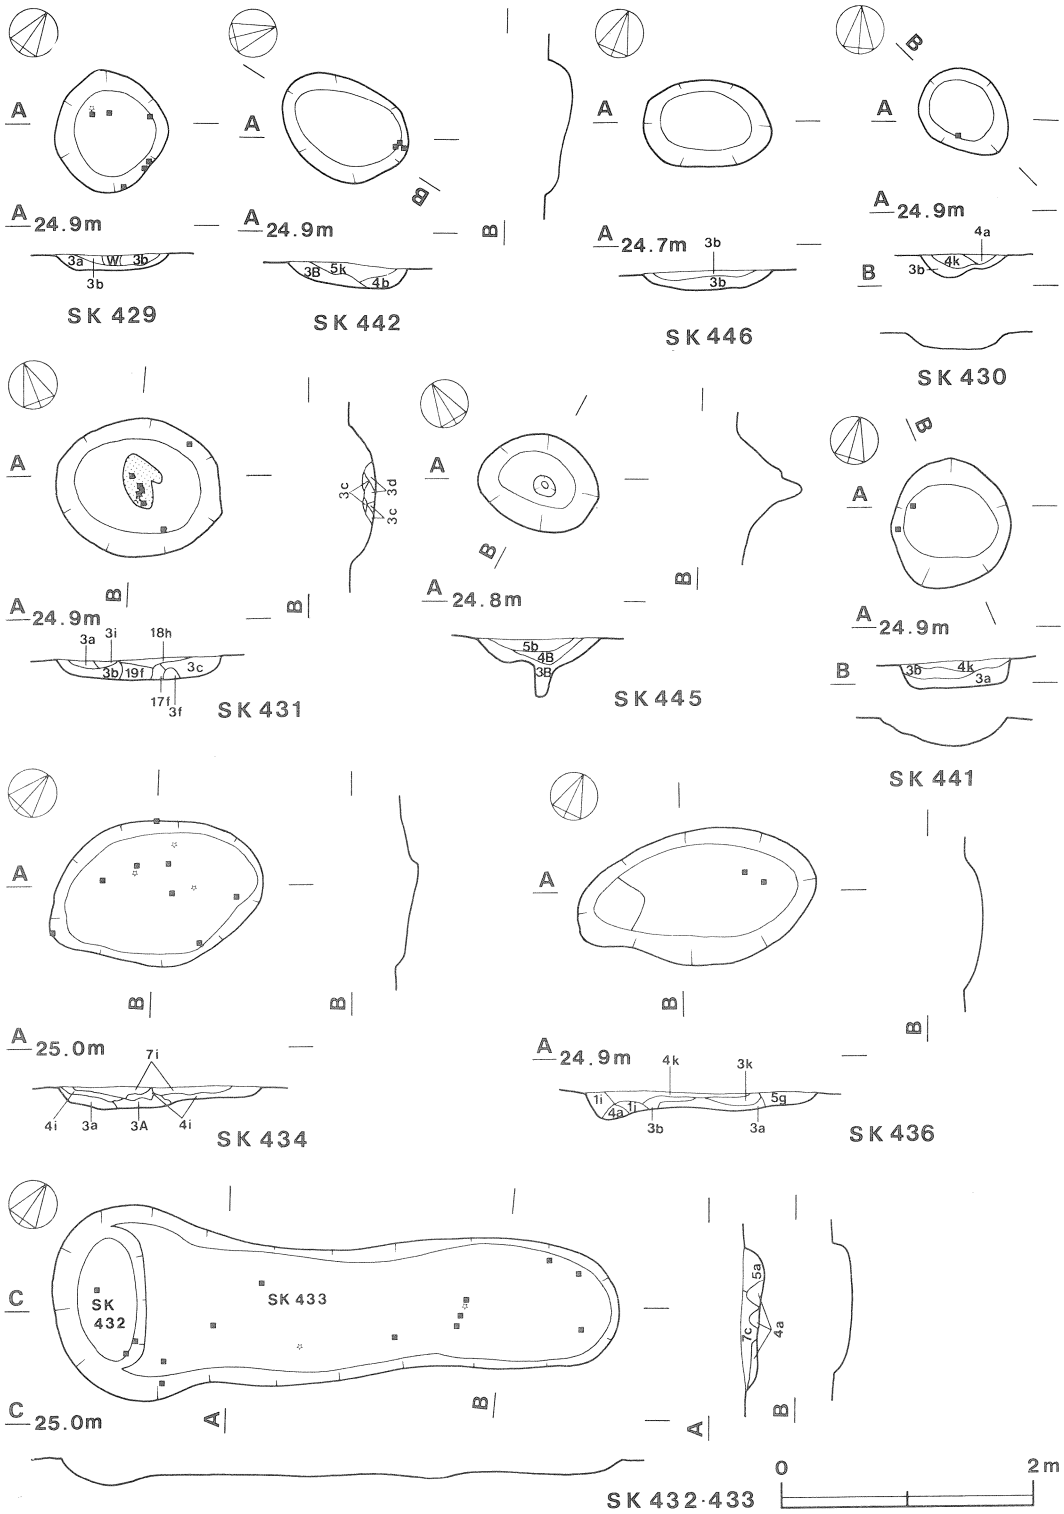 A
A 24.9m
3a W 3b
3b
SK 429
A
B
B
A 24.9m
3B 5k 4b
SK 442
A
A 24.7m
3b
3b
SK 446
B
A
A 24.9m
4a
4k
3b
B
SK 430
A
B
B
3c 3d
3c
A 24.9m
3a 3i 18h
3b 19f 3c
17f 3f
SK 431
A
B
B
A 24.8m
5b
4B
3B
SK 445
B
A
A 24.9m
B
3b 4k
3a
SK 441
A
B
B
A 25.0m
7i
4i 3a 3A 4i
SK 434
A
B
B
A 24.9m
4k 3k
1i 4a 1i 5g
3b 3a
SK 436
C
SK
432
SK 433
A
B
C 25.0m
5a
7c 4a
A
B
SK 432·433
0 2m